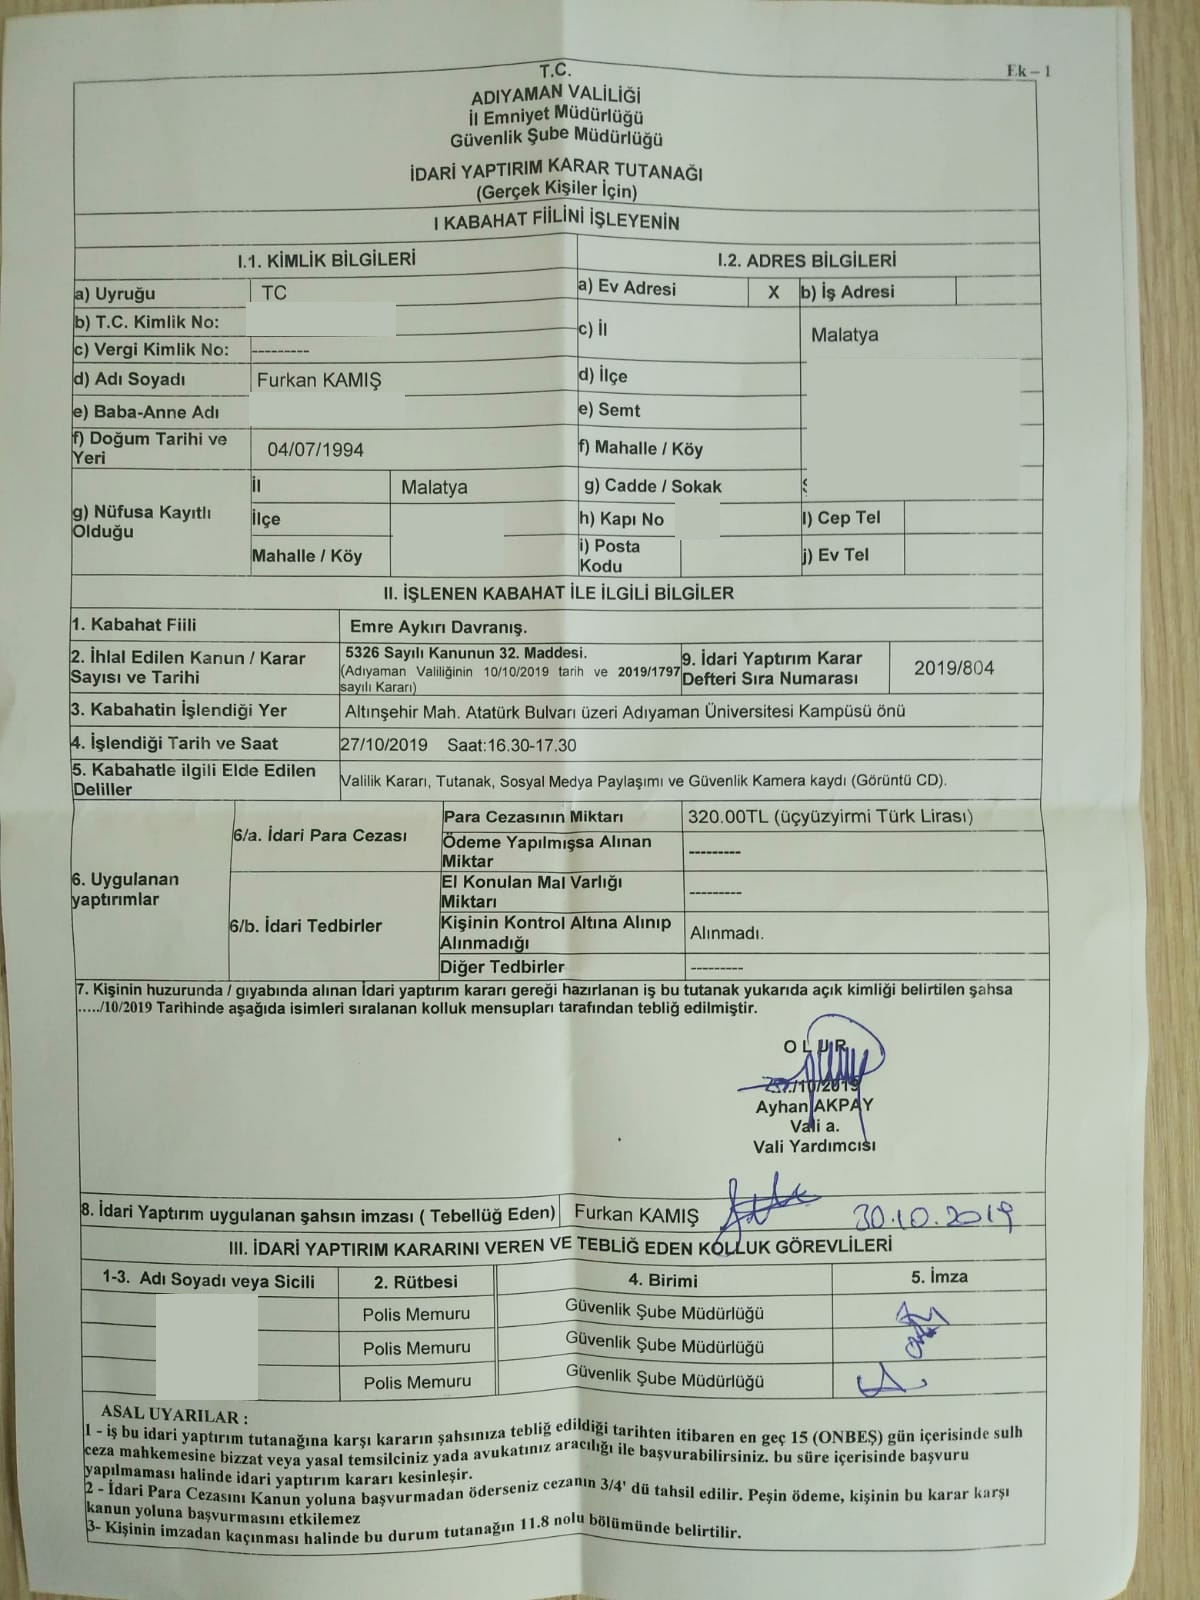 Ek – 1
T.C.
ADIYAMAN VALİLİĞİ
İl Emniyet Müdürlüğü
Güvenlik Şube Müdürlüğü
İDARİ YAPTIRIM KARAR TUTANAĞI
(Gerçek Kişiler İçin)
I KABAHAT FİİLİNİ İŞLEYENİN
I.1. KİMLİK BİLGİLERİ
a) Uyruğu TC
b) T.C. Kimlik No:
c) Vergi Kimlik No: ---------
d) Adı Soyadı Furkan KAMIŞ
e) Baba-Anne Adı
f) Doğum Tarihi ve
Yeri
04/07/1994
g) Nüfusa Kayıtlı
Olduğu
İl Malatya
İlçe
Mahalle / Köy
I.2. ADRES BİLGİLERİ
a) Ev Adresi X b) İş Adresi
c) İl Malatya
d) İlçe
e) Semt
f) Mahalle / Köy
g) Cadde / Sokak
h) Kapı No I) Cep Tel
i) Posta
Kodu
j) Ev Tel
II. İŞLENEN KABAHAT İLE İLGİLİ BİLGİLER
1. Kabahat Fiili Emre Aykırı Davranış.
2. İhlal Edilen Kanun / Karar
Sayısı ve Tarihi
5326 Sayılı Kanunun 32. Maddesi.
(Adıyaman Valiliğinin 10/10/2019 tarih ve 2019/1797
sayılı Kararı)
9. İdari Yaptırım Karar
Defteri Sıra Numarası
2019/804
3. Kabahatin İşlendiği Yer Altınşehir Mah. Atatürk Bulvarı üzeri Adıyaman Üniversitesi Kampüsü önü
4. İşlendiği Tarih ve Saat 27/10/2019 Saat:16.30-17.30
5. Kabahatle ilgili Elde Edilen
Deliller
Valilik Kararı, Tutanak, Sosyal Medya Paylaşımı ve Güvenlik Kamera kaydı (Görüntü CD).
6. Uygulanan
yaptırımlar
6/a. İdari Para Cezası
Para Cezasının Miktarı 320.00TL (üçyüzyirmi Türk Lirası)
Ödeme Yapılmışsa Alınan
Miktar
---------
6/b. İdari Tedbirler
El Konulan Mal Varlığı
Miktarı
---------
Kişinin Kontrol Altına Alınıp
Alınmadığı
Alınmadı.
Diğer Tedbirler ---------
7. Kişinin huzurunda / gıyabında alınan İdari yaptırım kararı gereği hazırlanan iş bu tutanak yukarıda açık kimliği belirtilen şahsa
...../10/2019 Tarihinde aşağıda isimleri sıralanan kolluk mensupları tarafından tebliğ edilmiştir.
O L U R
/10/2019
Ayhan AKPAY
Vali a.
Vali Yardımcısı
8. İdari Yaptırım uygulanan şahsın imzası ( Tebellüğ Eden) Furkan KAMIŞ 30.10.2019
III. İDARİ YAPTIRIM KARARINI VEREN VE TEBLİĞ EDEN KOLLUK GÖREVLİLERİ
1-3. Adı Soyadı veya Sicili 2. Rütbesi 4. Birimi 5. İmza
Polis Memuru Güvenlik Şube Müdürlüğü
Polis Memuru Güvenlik Şube Müdürlüğü
Polis Memuru Güvenlik Şube Müdürlüğü
ASAL UYARILAR :
1 - iş bu idari yaptırım tutanağına karşı kararın şahsınıza tebliğ edildiği tarihten itibaren en geç 15 (ONBEŞ) gün içerisinde sulh
ceza mahkemesine bizzat veya yasal temsilciniz yada avukatınız aracılığı ile başvurabilirsiniz. bu süre içerisinde başvuru
yapılmaması halinde idari yaptırım kararı kesinleşir.
2 - İdari Para Cezasını Kanun yoluna başvurmadan öderseniz cezanın 3/4' dü tahsil edilir. Peşin ödeme, kişinin bu karar karşı
kanun yoluna başvurmasını etkilemez
3- Kişinin imzadan kaçınması halinde bu durum tutanağın 11.8 nolu bölümünde belirtilir.